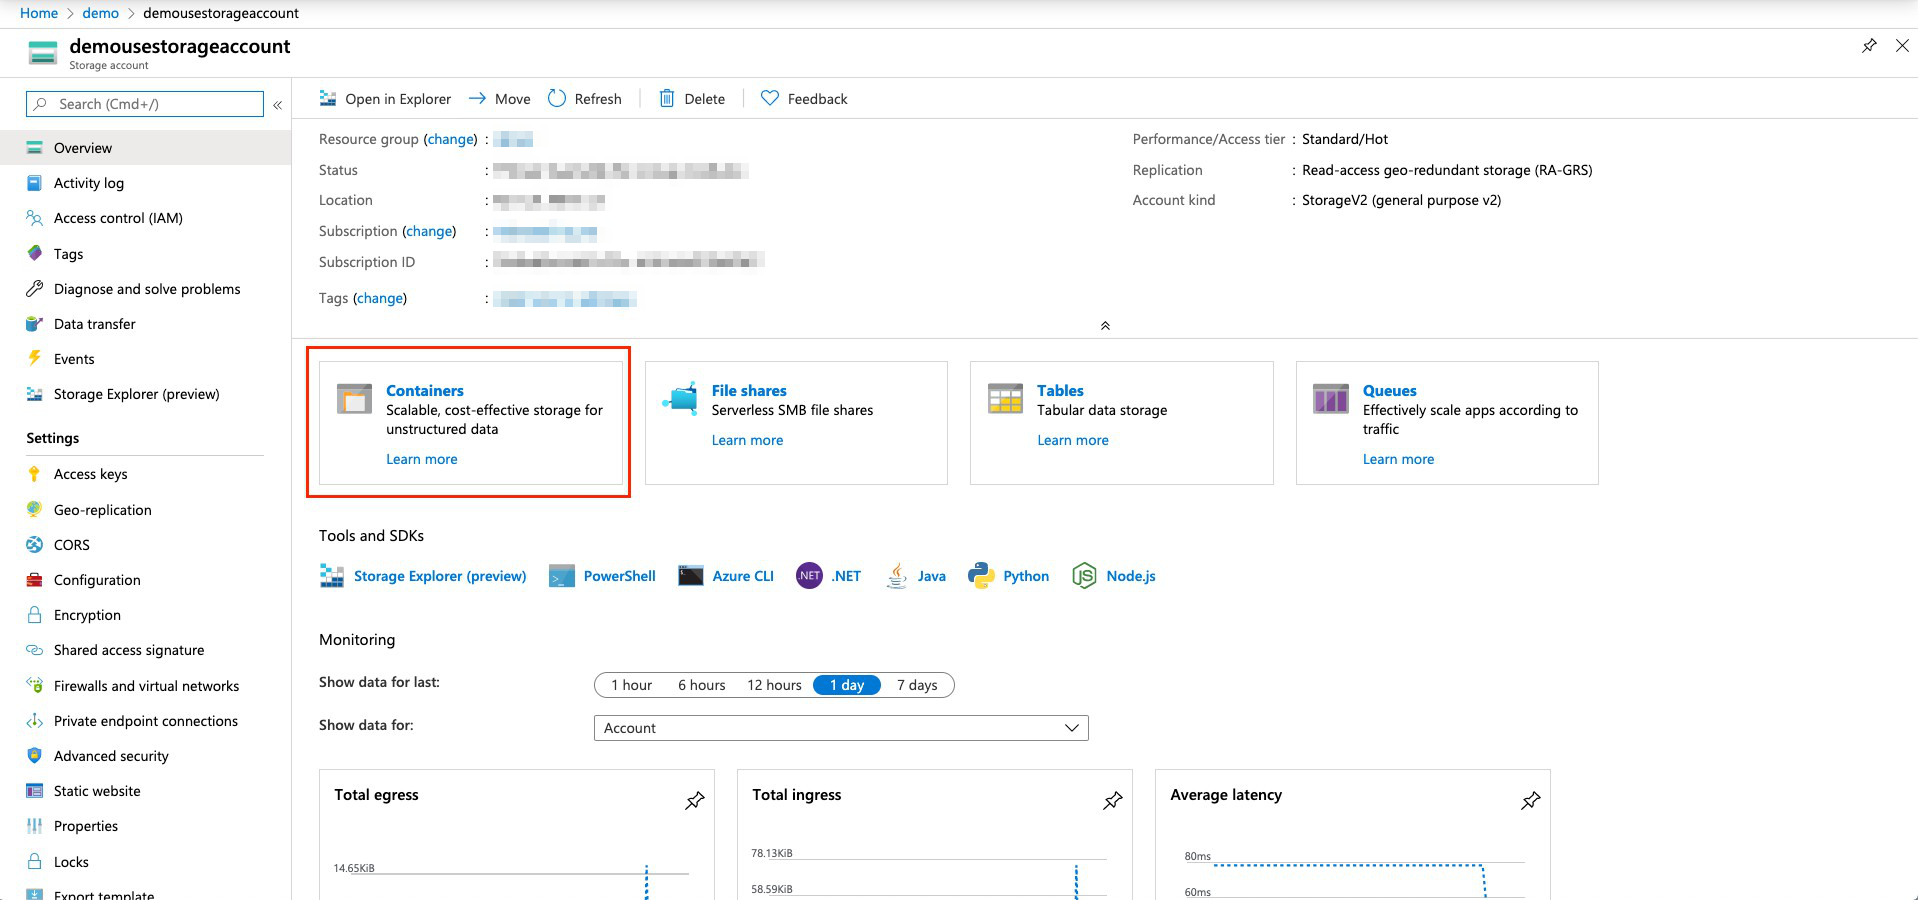 Home > demo > demousestorageaccount
demousestorageaccount
Storage account
Search (Cmd+/)
«
Overview
Activity log
Access control (IAM)
Tags
Diagnose and solve problems
Data transfer
Events
Storage Explorer (preview)
Settings
Access keys
Geo-replication
CORS
Configuration
Encryption
Shared access signature
Firewalls and virtual networks
Private endpoint connections
Advanced security
Static website
Properties
Locks
Export template
Open in Explorer Move Refresh Delete Feedback
Resource group (change) :
Status :
Location :
Subscription (change) :
Subscription ID :
Tags (change) :
Performance/Access tier : Standard/Hot
Replication : Read-access geo-redundant storage (RA-GRS)
Account kind : StorageV2 (general purpose v2)
Containers
Scalable, cost-effective storage for
unstructured data
Learn more
File shares
Serverless SMB file shares
Learn more
Tables
Tabular data storage
Learn more
Queues
Effectively scale apps according to
traffic
Learn more
Tools and SDKs
Storage Explorer (preview) PowerShell Azure CLI .NET .NET Java Python Node.js
Monitoring
Show data for last: 1 hour 6 hours 12 hours 1 day 7 days
Show data for: Account
Total egress
14.65KiB
Total ingress
78.13KiB
58.59KiB
Average latency
80ms
60ms